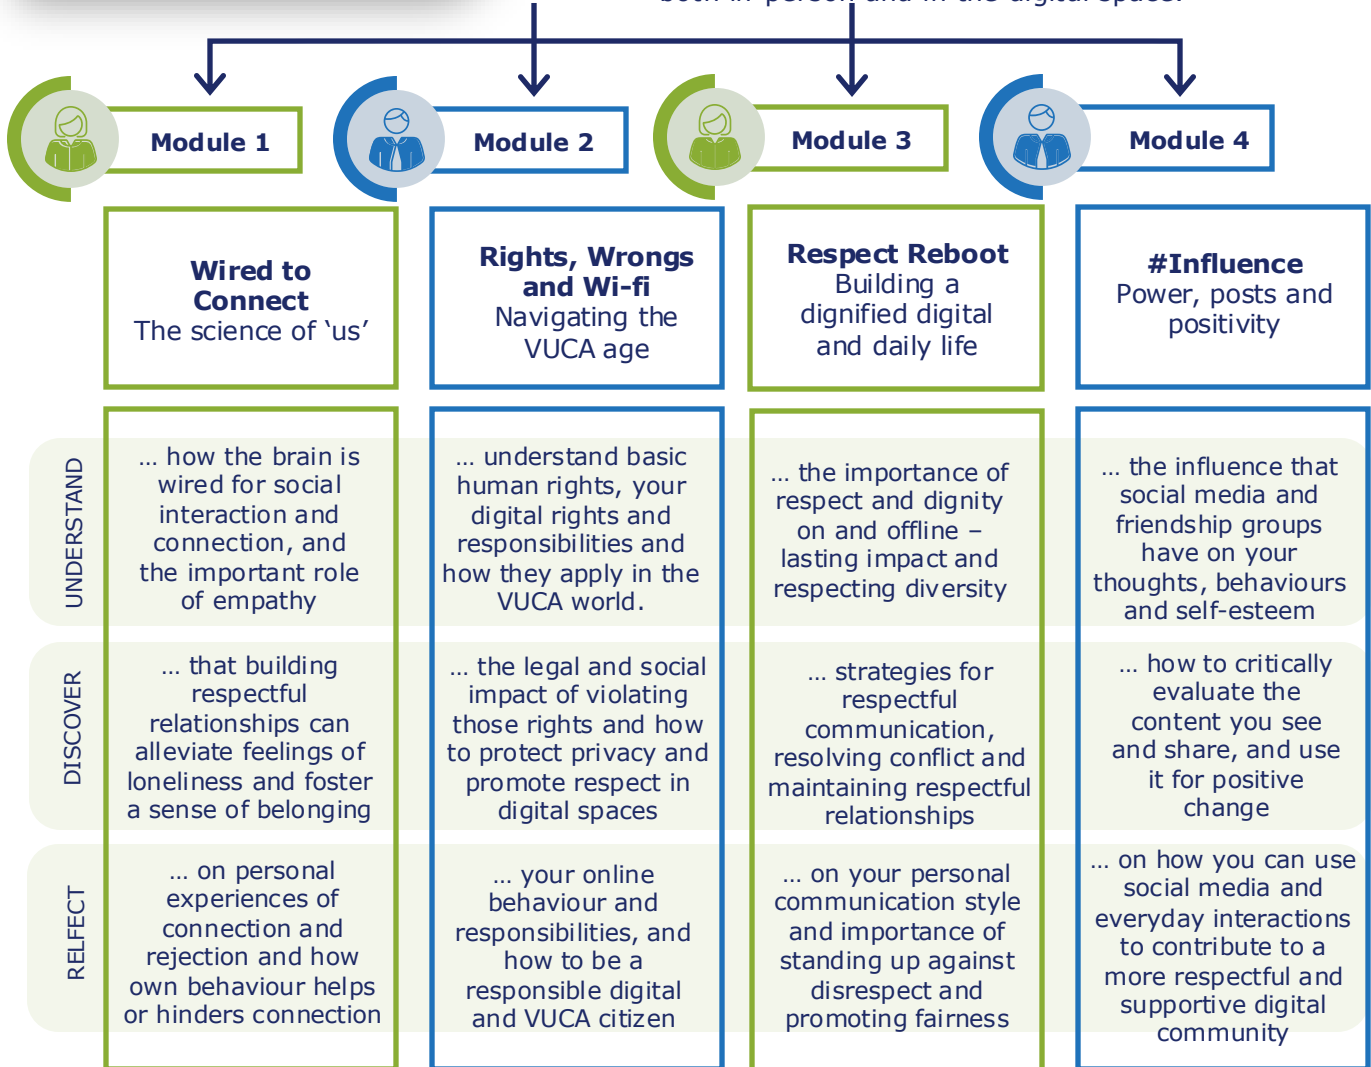 both in-person and in the digital space.
Module 1
Module 2
Module 3
Module 4
Wired to
Connect
The science of ‘us’
Rights, Wrongs
and Wi-fi
Navigating the
VUCA age
Respect Reboot
Building a
dignified digital
and daily life
#Influence
Power, posts and
positivity
UNDERSTAND
... how the brain is
wired for social
interaction and
connection, and
the important role
of empathy
... understand basic
human rights, your
digital rights and
responsibilities and
how they apply in the
VUCA world.
... the importance of
respect and dignity
on and offline –
lasting impact and
respecting diversity
... the influence that
social media and
friendship groups
have on your
thoughts, behaviours
and self-esteem
DISCOVER
... that building
respectful
relationships can
alleviate feelings of
loneliness and foster
a sense of belonging
... the legal and social
impact of violating
those rights and how
to protect privacy and
promote respect in
digital spaces
... strategies for
respectful
communication,
resolving conflict and
maintaining respectful
relationships
... how to critically
evaluate the
content you see
and share, and use
it for positive
change
RELFECT
... on personal
experiences of
connection and
rejection and how
own behaviour helps
or hinders connection
... your online
behaviour and
responsibilities, and
how to be a
responsible digital
and VUCA citizen
... on your personal
communication style
and importance of
standing up against
disrespect and
promoting fairness
... on how you can use
social media and
everyday interactions
to contribute to a
more respectful and
supportive digital
community